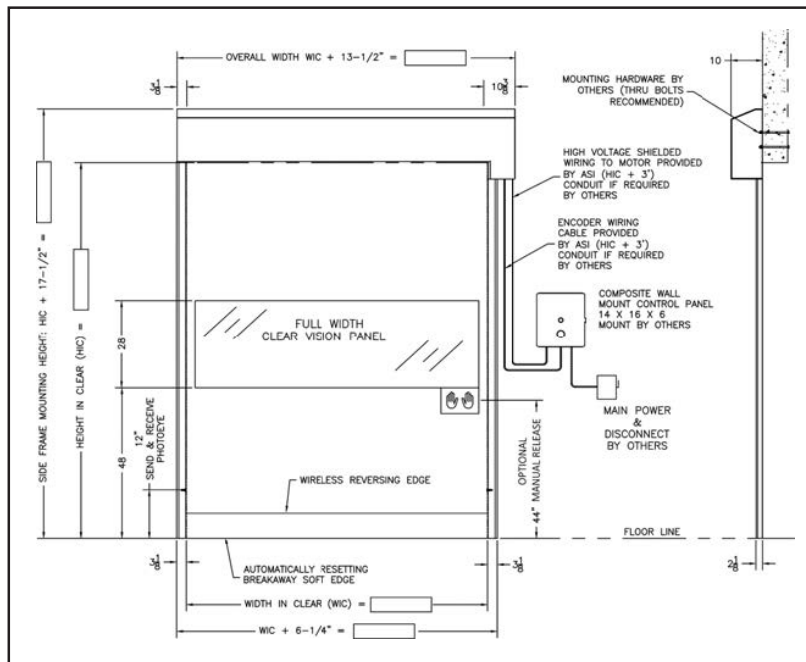 OVERALL WIDTH WIC + 13-1/2" =
3 1/8
10 3/8
10
MOUNTING HARDWARE BY
OTHERS (THRU BOLTS
RECOMMENDED)
HIGH VOLTAGE SHIELDED
WIRING TO MOTOR PROVIDED
BY ASI (HIC + 3')
CONDUIT IF REQUIRED
BY OTHERS
ENCODER WIRING
CABLE PROVIDED
BY ASI (HIC + 3')
CONDUIT IF REQUIRED
BY OTHERS
SIDE FRAME MOUNTING HEIGHT: HIC + 17-1/2" =
HEIGHT IN CLEAR (HIC) =
28
FULL WIDTH
CLEAR VISION PANEL
COMPOSITE WALL
MOUNT CONTROL PANEL
14 X 16 X 6
MOUNT BY OTHERS
MAIN POWER
&
DISCONNECT
BY OTHERS
48
12"
SEND & RECEIVE
PHOTOEYE
OPTIONAL
44" MANUAL RELEASE
WIRELESS REVERSING EDGE
FLOOR LINE
3 1/8
AUTOMATICALLY RESETTING
BREAKAWAY SOFT EDGE
3 1/8
2 1/8
WIDTH IN CLEAR (WIC) =
WIC + 6-1/4" =